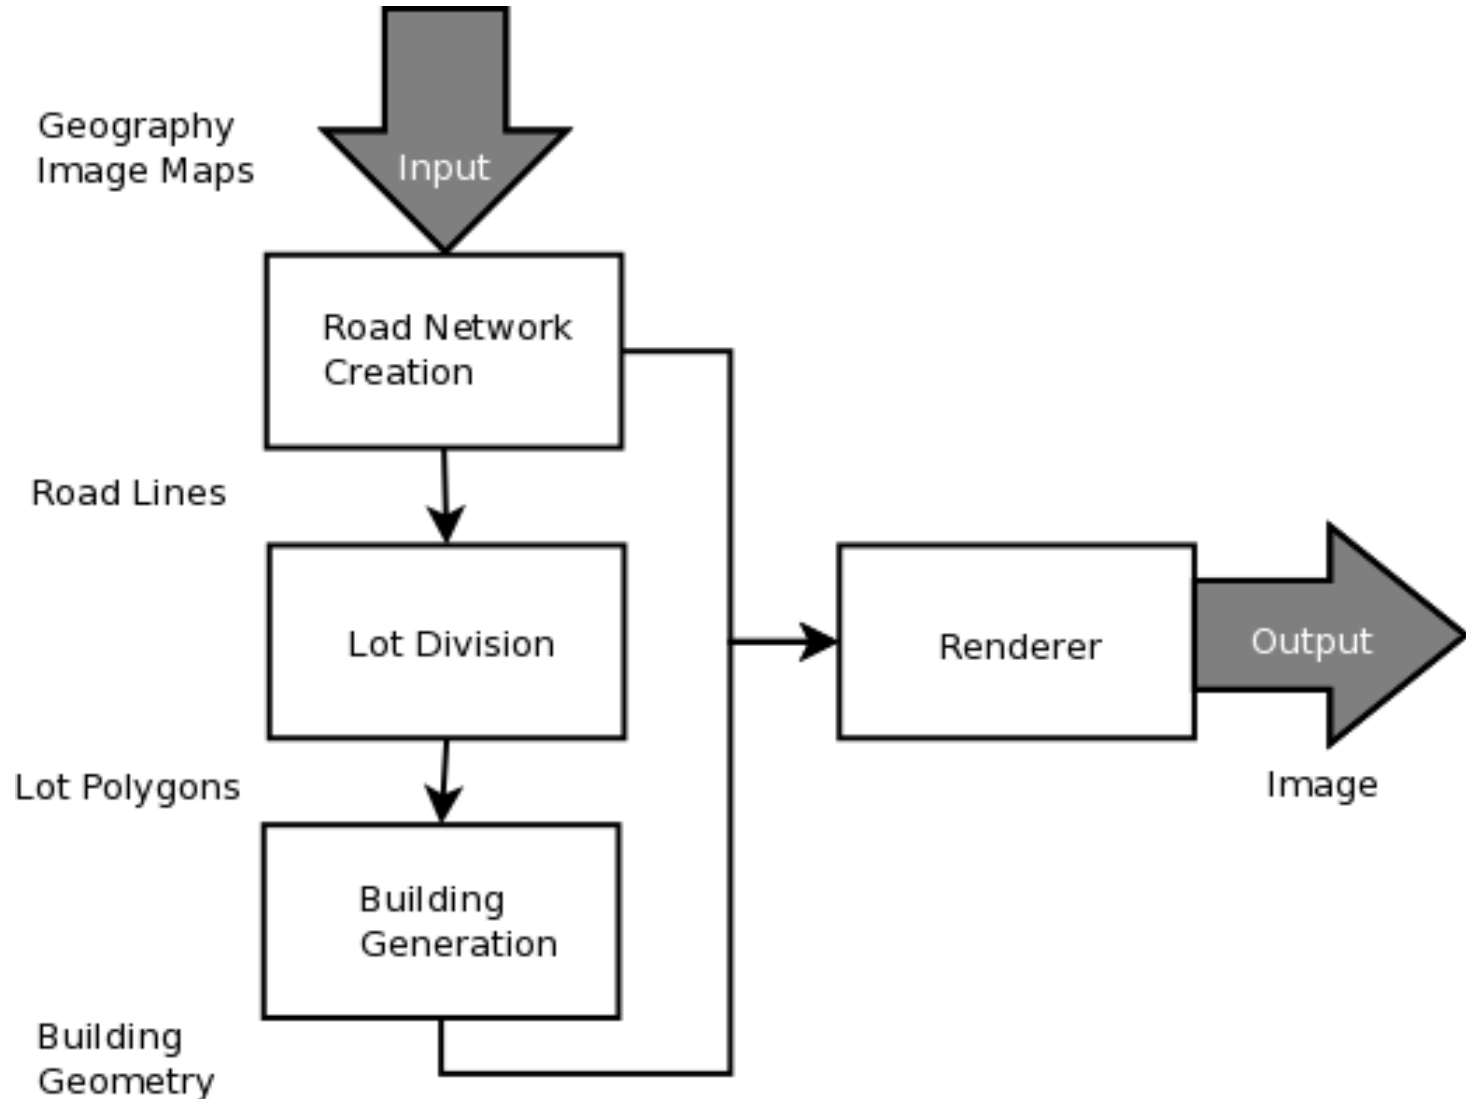 Geography
Image Maps
Input
Road Network
Creation
Road Lines
Lot Division
Renderer
Output
Lot Polygons
Image
Building
Generation
Building
Geometry